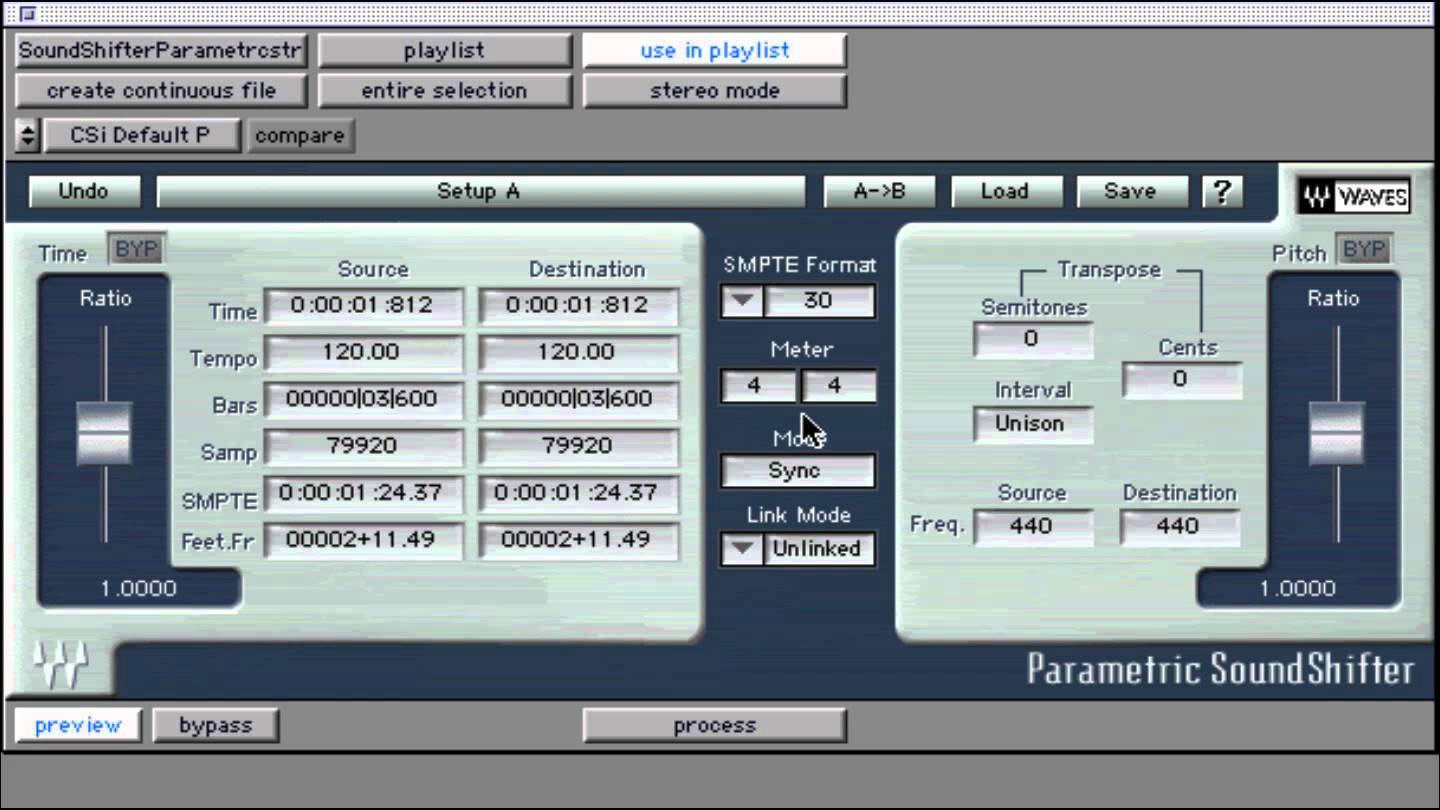 SoundShifterParametrcstr playlist use in playlist
create continuous file entire selection stereo mode
CSi Default P compare
Undo Setup A A->B Load Save ? WAVES
Time BYP
Ratio
1.0000
Source Destination
Time 0:00:01:812 0:00:01:812
Tempo 120.00 120.00
Bars 00000|03|600 00000|03|600
Samp 79920 79920
SMPTE 0:00:01:24.37 0:00:01:24.37
Feet.Fr 00002+11.49 00002+11.49
SMPTE Format
30
Meter
4 4
Mode
Sync
Link Mode
Unlinked
Pitch BYP
Transpose
Semitones
0
Cents
0
Interval
Unison
Source Destination
Freq. 440 440
Ratio
1.0000
Parametric SoundShifter
preview bypass process